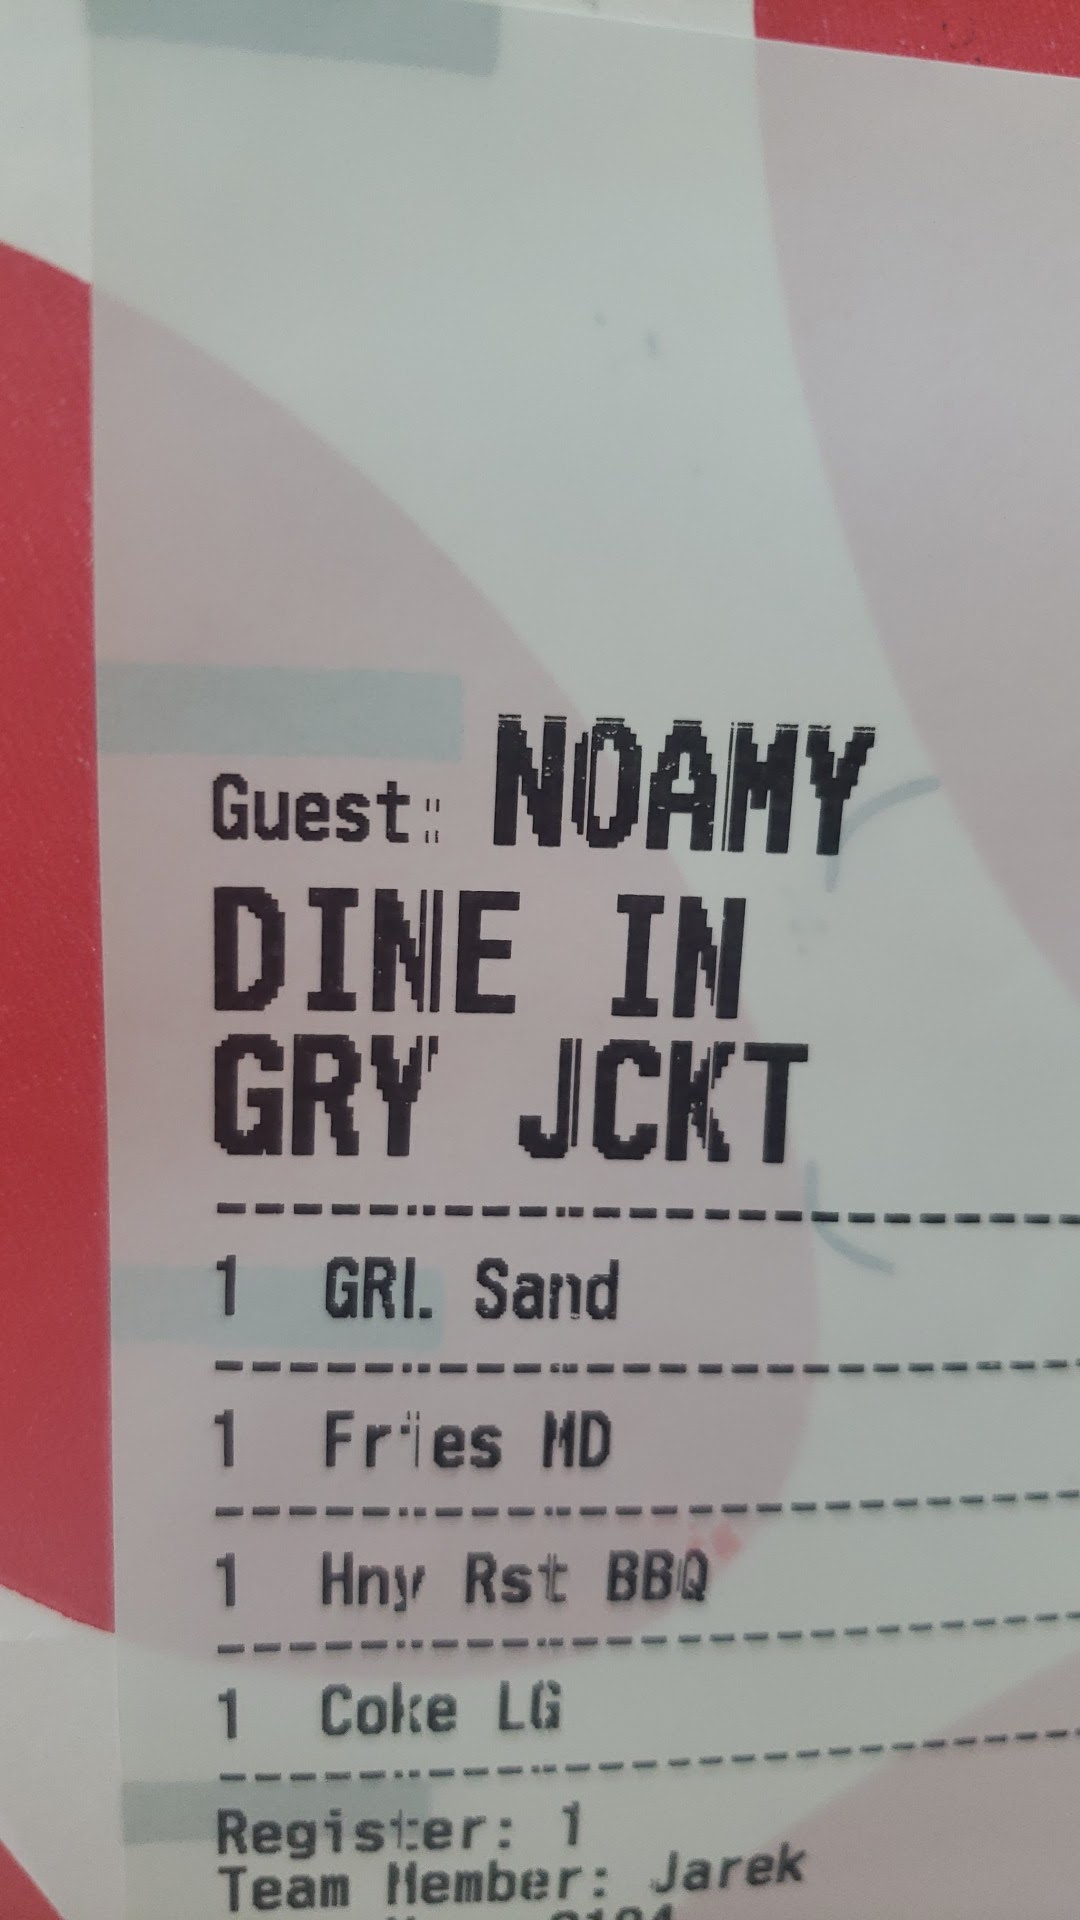 Guest: NOAMY
DINE IN
GRY JCKT
1 GRL Sand
1 Fries MD
1 Hny Rst BBQ
1 Coke LG
Register: 1
Team Member: Jarek